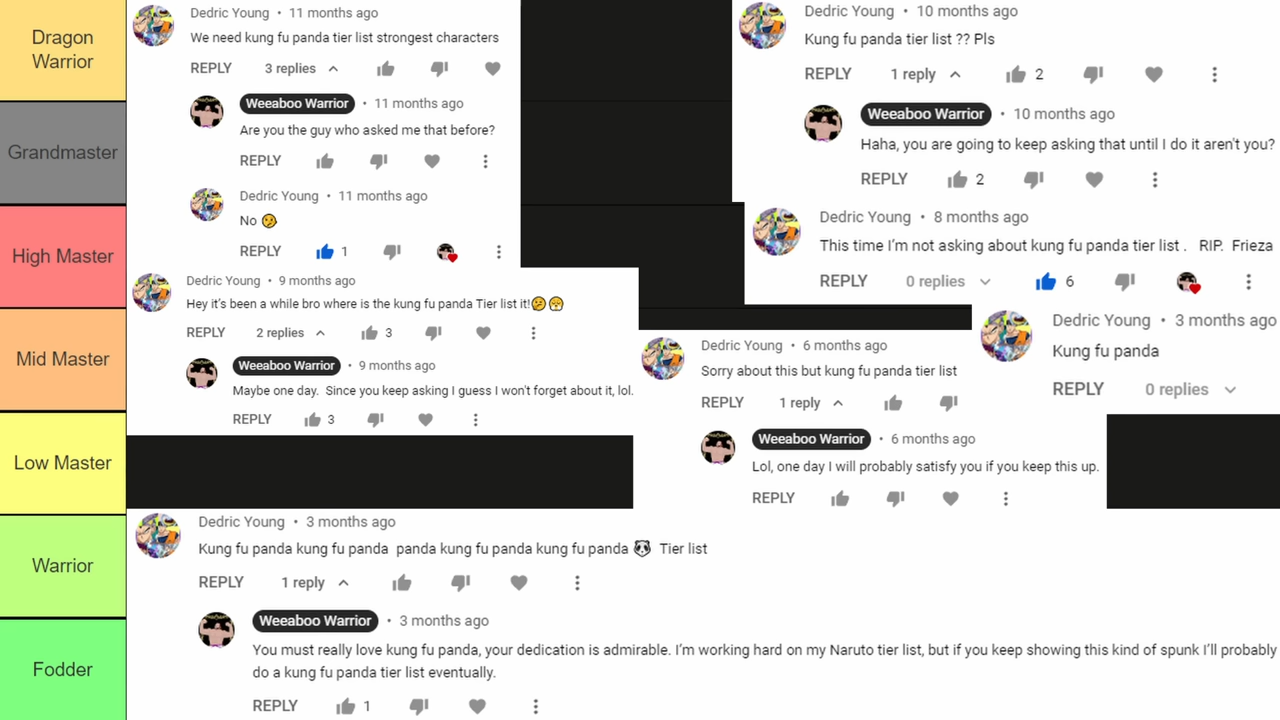 Dragon
Warrior
Grandmaster
High Master
Mid Master
Low Master
Warrior
Fodder
Dedric Young • 11 months ago
We need kung fu panda tier list strongest characters
REPLY 3 replies
Weeaboo Warrior • 11 months ago
Are you the guy who asked me that before?
REPLY
Dedric Young • 11 months ago
No 🤔
REPLY 1
Dedric Young • 9 months ago
Hey it's been a while bro where is the kung fu panda Tier list it!🤔😤
REPLY 2 replies 3
Weeaboo Warrior • 9 months ago
Maybe one day. Since you keep asking I guess I won't forget about it, lol.
REPLY 3
Dedric Young • 10 months ago
Kung fu panda tier list ?? Pls
REPLY 1 reply 2
Weeaboo Warrior • 10 months ago
Haha, you are going to keep asking that until I do it aren't you?
REPLY 2
Dedric Young • 8 months ago
This time I'm not asking about kung fu panda tier list . RIP. Frieza
REPLY 0 replies 6
Dedric Young • 6 months ago
Sorry about this but kung fu panda tier list
REPLY 1 reply
Weeaboo Warrior • 6 months ago
Lol, one day I will probably satisfy you if you keep this up.
REPLY
Dedric Young • 3 months ago
Kung fu panda
REPLY 0 replies
Dedric Young • 3 months ago
Kung fu panda kung fu panda panda kung fu panda kung fu panda 🐼 Tier list
REPLY 1 reply
Weeaboo Warrior • 3 months ago
You must really love kung fu panda, your dedication is admirable. I'm working hard on my Naruto tier list, but if you keep showing this kind of spunk I'll probably
do a kung fu panda tier list eventually.
REPLY 1